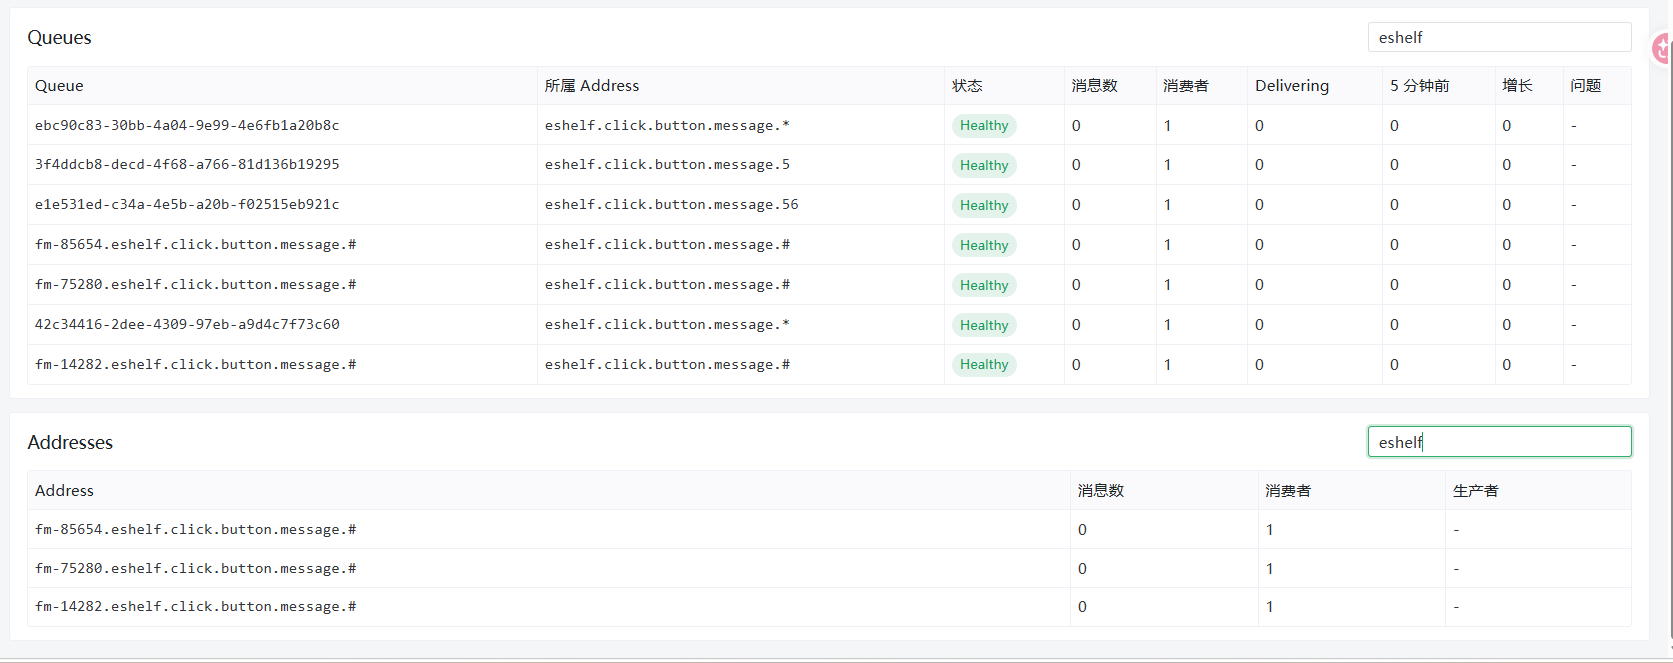 Queues
eshelf
Queue 所属 Address 状态 消息数 消费者 Delivering 5 分钟前 增长 问题
ebc90c83-30bb-4a04-9e99-4e6fb1a20b8c eshelf.click.button.message.* Healthy 0 1 0 0 0 -
3f4ddcb8-decd-4f68-a766-81d136b19295 eshelf.click.button.message.5 Healthy 0 1 0 0 0 -
e1e531ed-c34a-4e5b-a20b-f02515eb921c eshelf.click.button.message.56 Healthy 0 1 0 0 0 -
fm-85654.eshelf.click.button.message.# eshelf.click.button.message.# Healthy 0 1 0 0 0 -
fm-75280.eshelf.click.button.message.# eshelf.click.button.message.# Healthy 0 1 0 0 0 -
42c34416-2dee-4309-97eb-a9d4c7f73c60 eshelf.click.button.message.* Healthy 0 1 0 0 0 -
fm-14282.eshelf.click.button.message.# eshelf.click.button.message.# Healthy 0 1 0 0 0 -
Addresses
eshelf
Address 消息数 消费者 生产者
fm-85654.eshelf.click.button.message.# 0 1 -
fm-75280.eshelf.click.button.message.# 0 1 -
fm-14282.eshelf.click.button.message.# 0 1 -